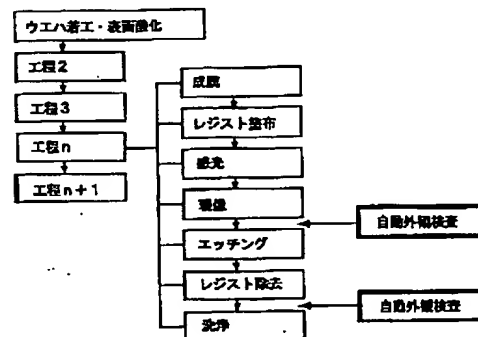 ウエハ着工・表面酸化
工程2
工程3
工程n
工程n+1
成膜
レジスト塗布
感光
現像
エッチング
レジスト除去
洗浄
自動外観検査
自動外観検査